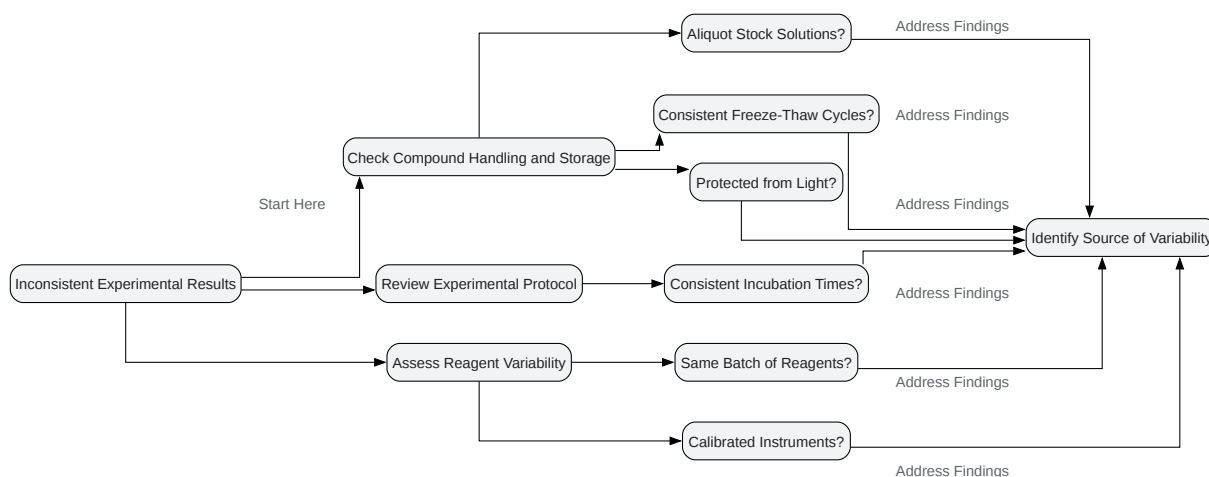 Aliquot Stock Solutions?
Address Findings
Consistent Freeze-Thaw Cycles?
Address Findings
Check Compound Handling and Storage
Protected from Light?
Start Here
Address Findings
Identify Source of Variability
Inconsistent Experimental Results
Review Experimental Protocol
Consistent Incubation Times?
Address Findings
Assess Reagent Variability
Same Batch of Reagents?
Address Findings
Calibrated Instruments?
Address Findings